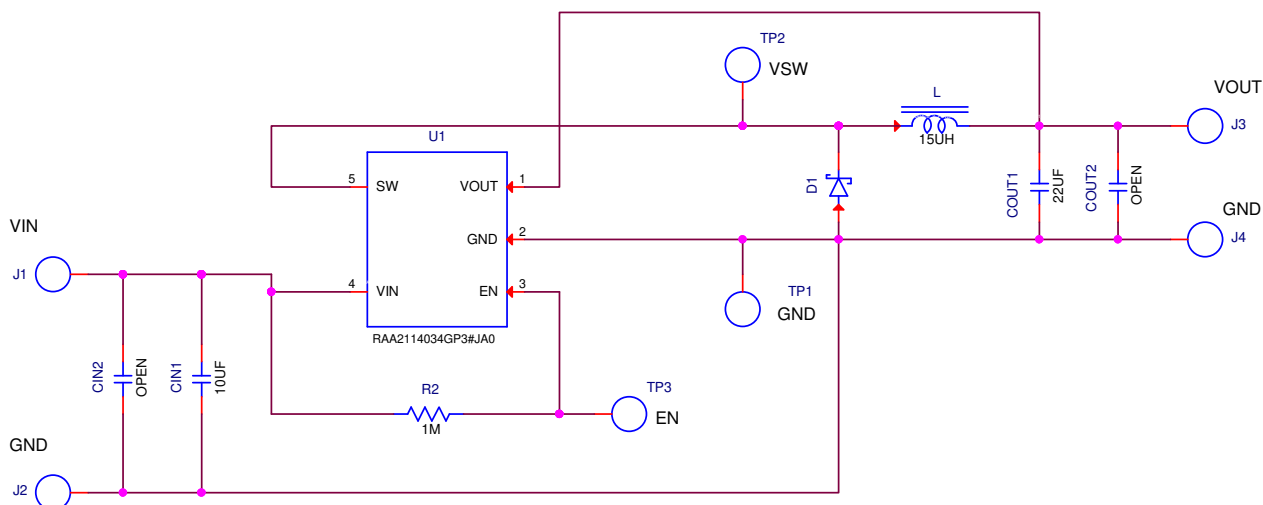 TP2
VSW
L
15UH
VOUT
J3
U1
5
SW
VOUT
1
D1
COUT1
22UF
COUT2
OPEN
GND
2
GND
J4
VIN
J1
4
VIN
EN
3
TP1
GND
RAA2114034GP3#JA0
CIN2
OPEN
CIN1
10UF
R2
1M
TP3
EN
GND
J2